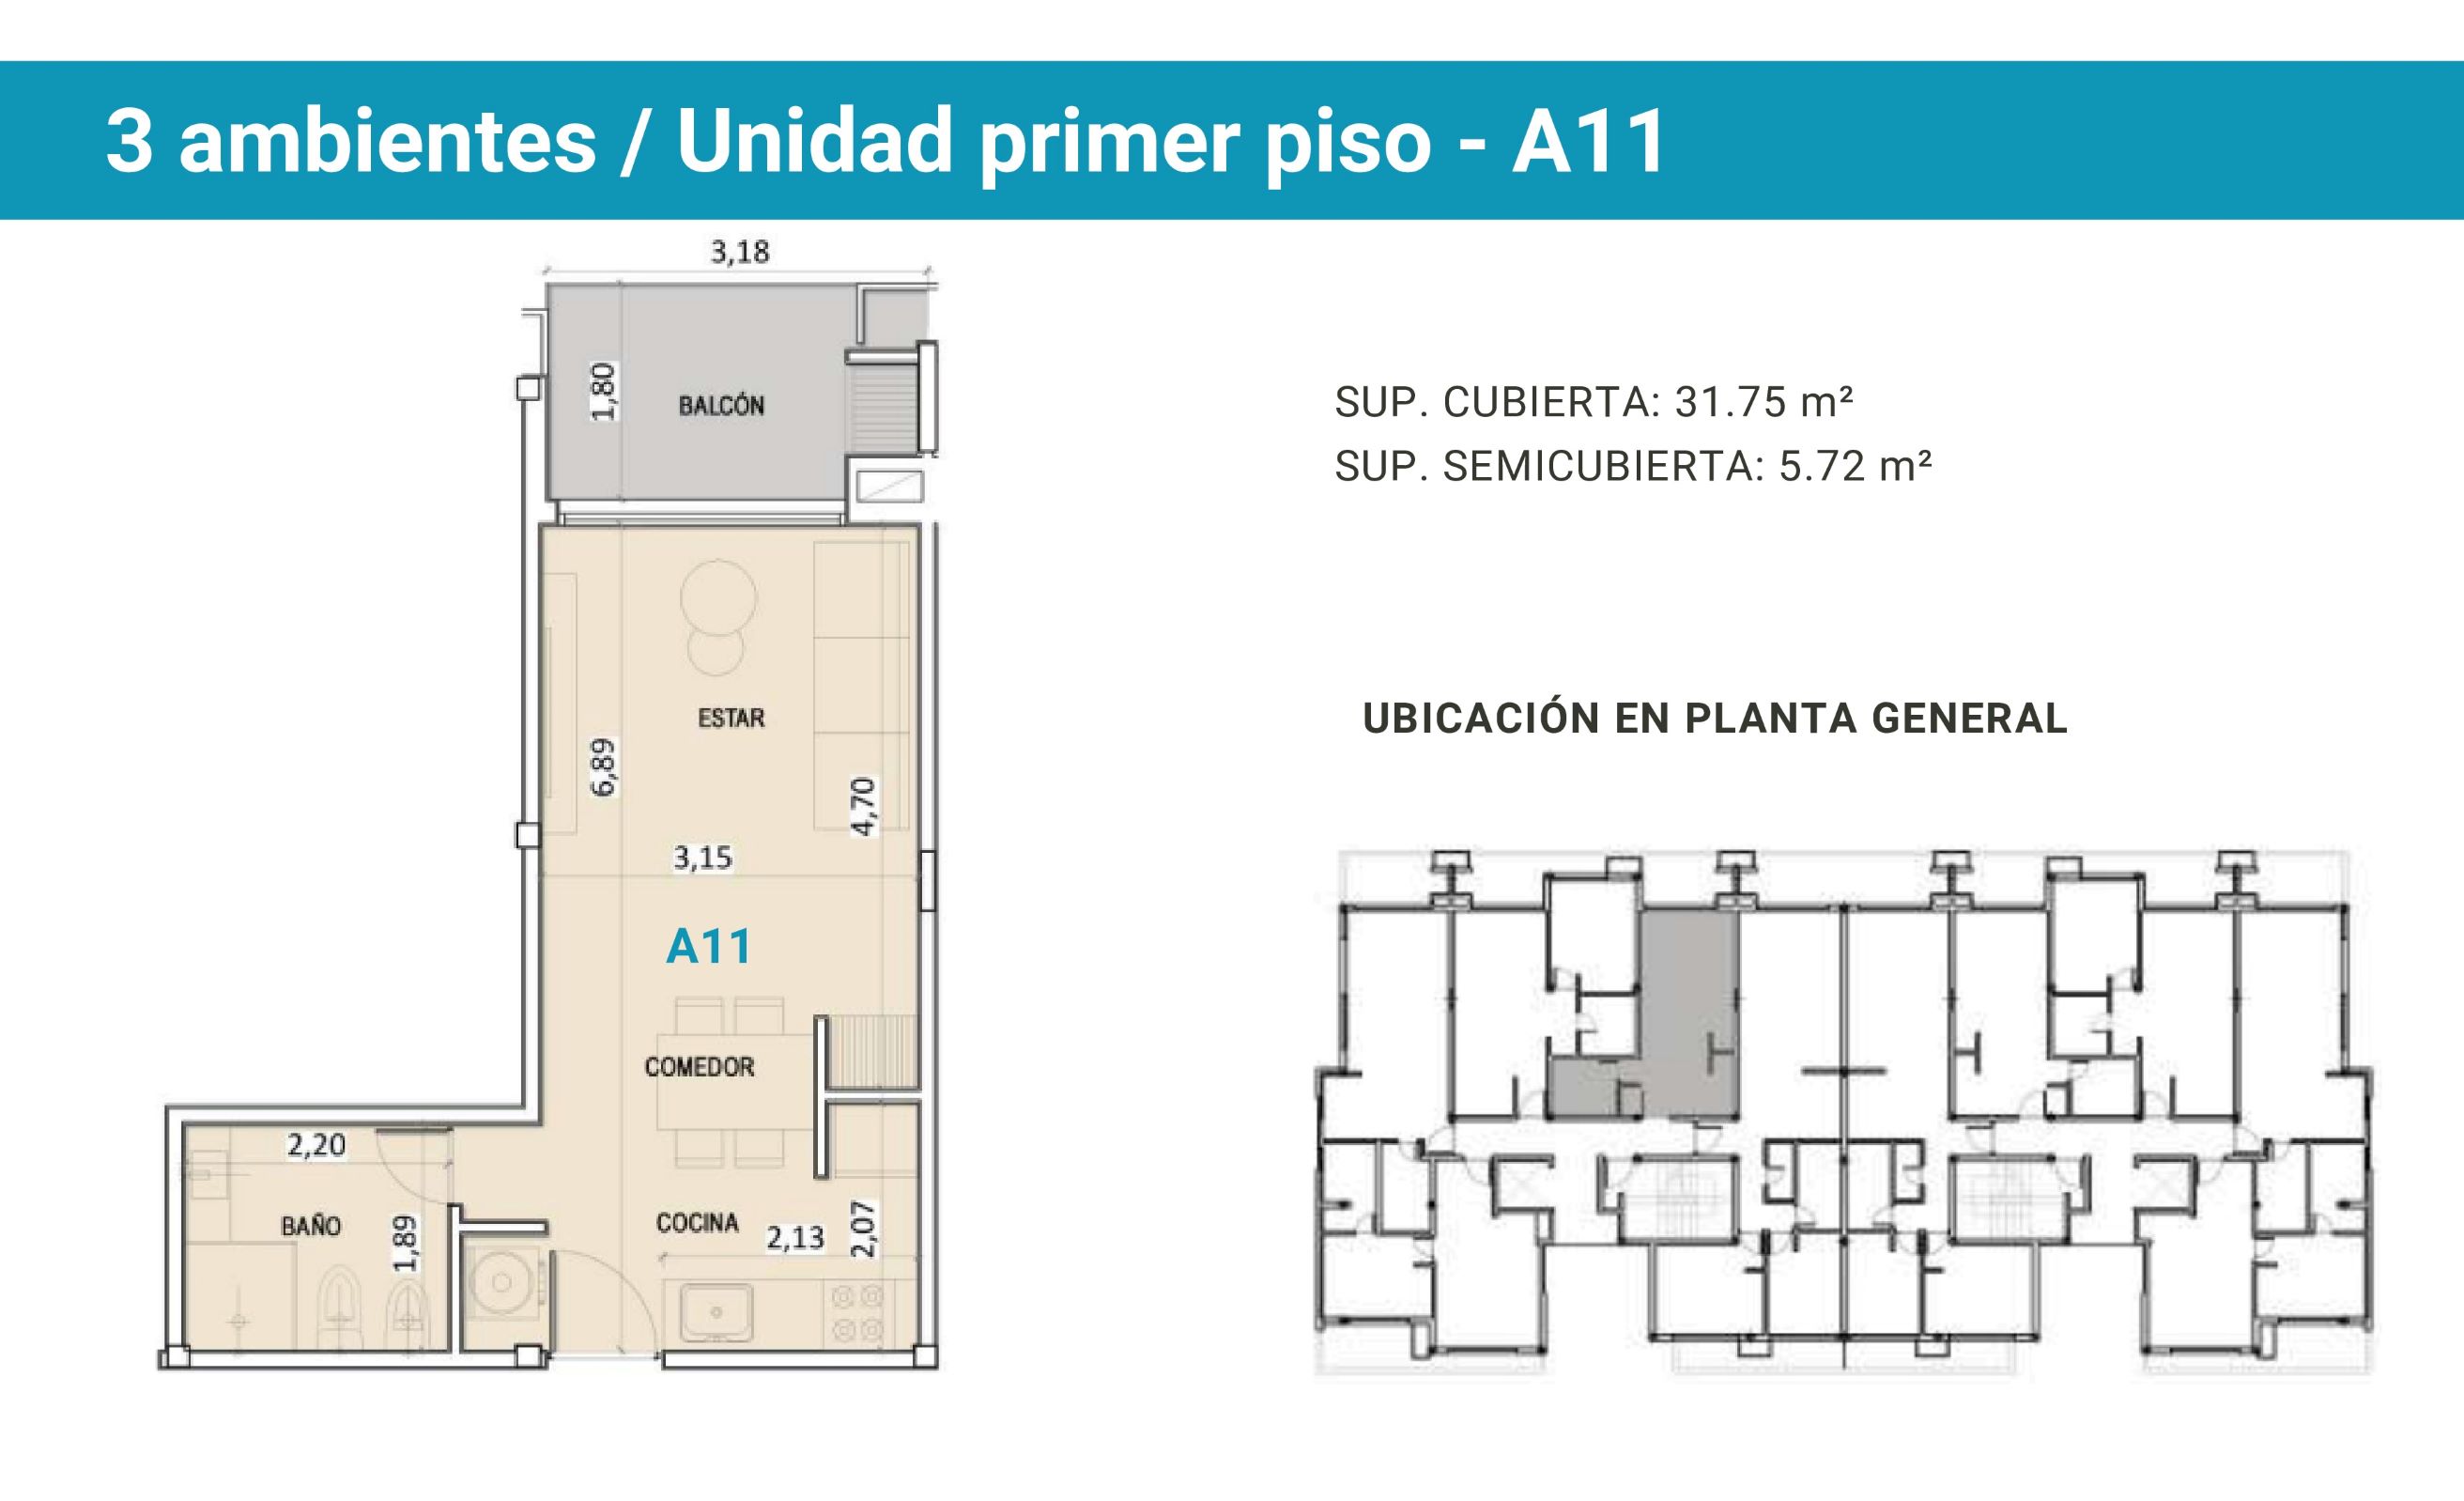 3 ambientes / Unidad primer piso - A11
3,18
1,80
BALCÓN
SUP. CUBIERTA: 31.75 m²
SUP. SEMICUBIERTA: 5.72 m²
ESTAR
UBICACIÓN EN PLANTA GENERAL
6,89
4,70
3,15
A11
COMEDOR
2,20
BAÑO
1,89
COCINA
2,13
2,07